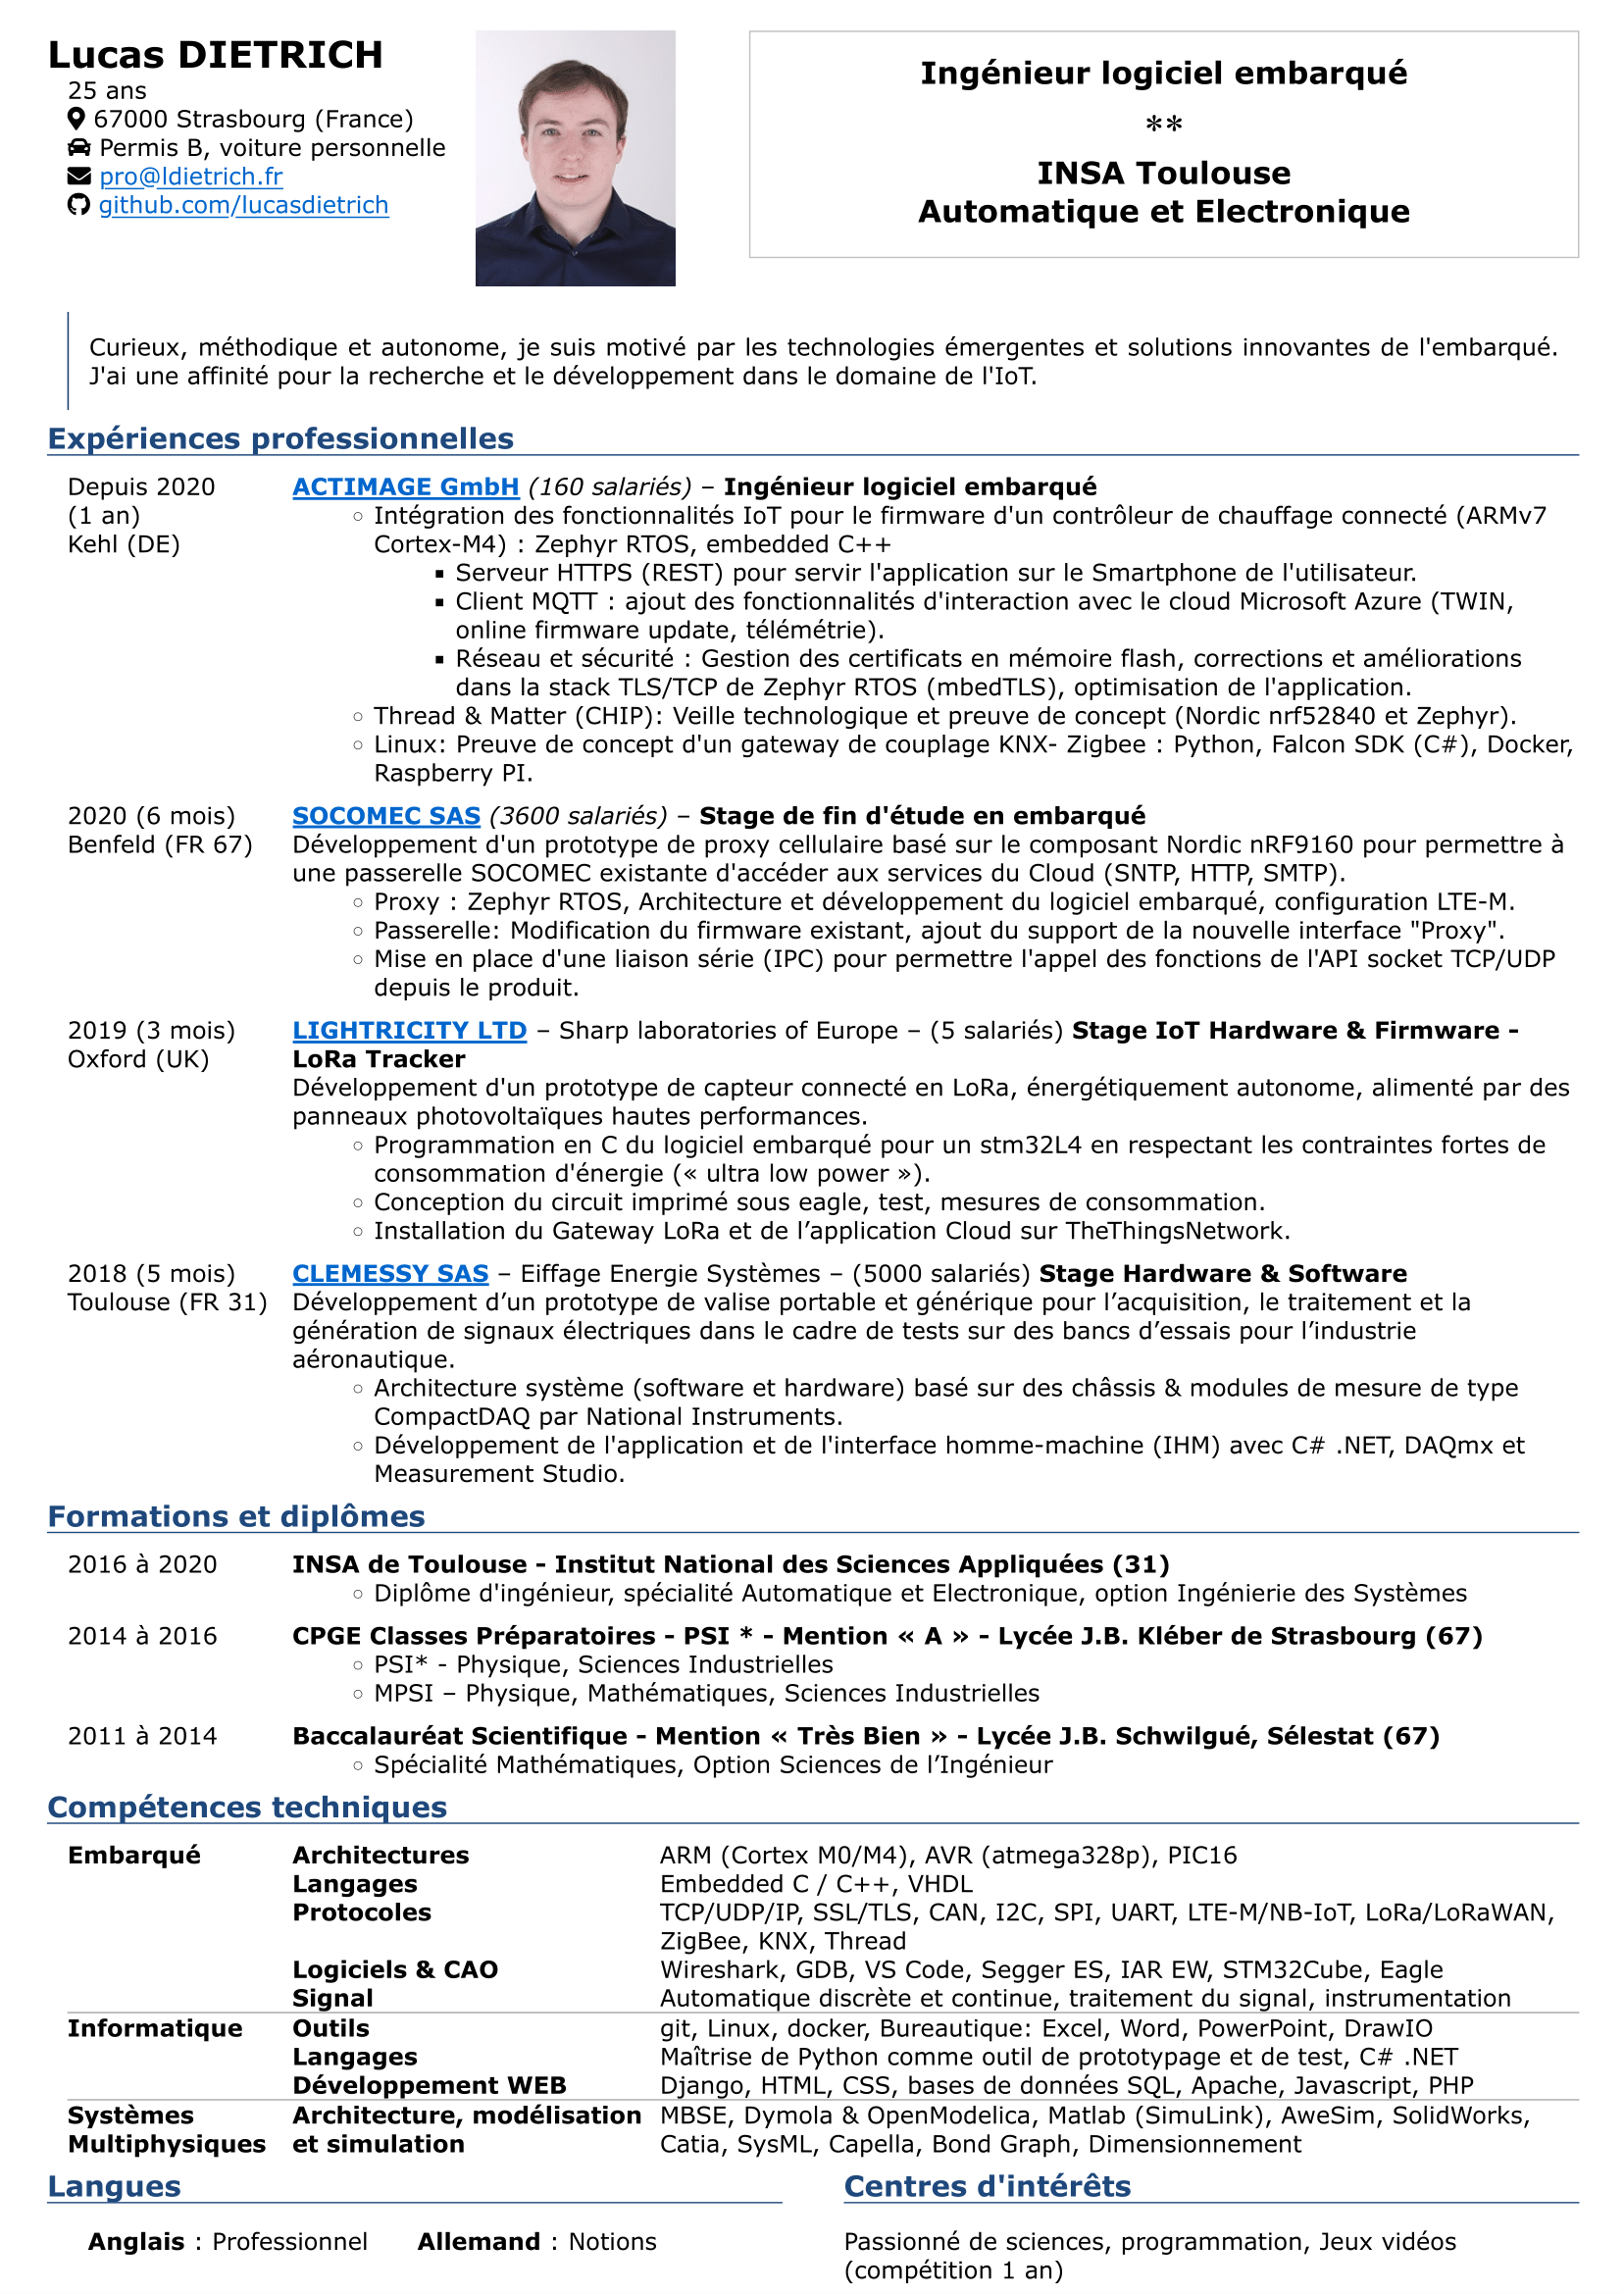 Lucas DIETRICH
25 ans
67000 Strasbourg (France)
Permis B, voiture personnelle
pro@ldietrich.fr
github.com/lucasdietrich
Ingénieur logiciel embarqué
**
INSA Toulouse
Automatique et Electronique
Curieux, méthodique et autonome, je suis motivé par les technologies émergentes et solutions innovantes de l'embarqué.
J'ai une affinité pour la recherche et le développement dans le domaine de l'IoT.
Expériences professionnelles
Depuis 2020
(1 an)
Kehl (DE)
ACTIMAGE GmbH (160 salariés) – Ingénieur logiciel embarqué
◦ Intégration des fonctionnalités IoT pour le firmware d'un contrôleur de chauffage connecté (ARMv7
Cortex-M4) : Zephyr RTOS, embedded C++
▪ Serveur HTTPS (REST) pour servir l'application sur le Smartphone de l'utilisateur.
▪ Client MQTT : ajout des fonctionnalités d'interaction avec le cloud Microsoft Azure (TWIN,
online firmware update, télémétrie).
▪ Réseau et sécurité : Gestion des certificats en mémoire flash, corrections et améliorations
dans la stack TLS/TCP de Zephyr RTOS (mbedTLS), optimisation de l'application.
◦ Thread & Matter (CHIP): Veille technologique et preuve de concept (Nordic nrf52840 et Zephyr).
◦ Linux: Preuve de concept d'un gateway de couplage KNX- Zigbee : Python, Falcon SDK (C#), Docker,
Raspberry PI.
2020 (6 mois)
Benfeld (FR 67)
SOCOMEC SAS (3600 salariés) – Stage de fin d'étude en embarqué
Développement d'un prototype de proxy cellulaire basé sur le composant Nordic nRF9160 pour permettre à
une passerelle SOCOMEC existante d'accéder aux services du Cloud (SNTP, HTTP, SMTP).
◦ Proxy : Zephyr RTOS, Architecture et développement du logiciel embarqué, configuration LTE-M.
◦ Passerelle: Modification du firmware existant, ajout du support de la nouvelle interface "Proxy".
◦ Mise en place d'une liaison série (IPC) pour permettre l'appel des fonctions de l'API socket TCP/UDP
depuis le produit.
2019 (3 mois)
Oxford (UK)
LIGHTRICITY LTD – Sharp laboratories of Europe – (5 salariés) Stage IoT Hardware & Firmware -
LoRa Tracker
Développement d'un prototype de capteur connecté en LoRa, énergétiquement autonome, alimenté par des
panneaux photovoltaïques hautes performances.
◦ Programmation en C du logiciel embarqué pour un stm32L4 en respectant les contraintes fortes de
consommation d'énergie (« ultra low power »).
◦ Conception du circuit imprimé sous eagle, test, mesures de consommation.
◦ Installation du Gateway LoRa et de l’application Cloud sur TheThingsNetwork.
2018 (5 mois)
Toulouse (FR 31)
CLEMESSY SAS – Eiffage Energie Systèmes – (5000 salariés) Stage Hardware & Software
Développement d’un prototype de valise portable et générique pour l’acquisition, le traitement et la
génération de signaux électriques dans le cadre de tests sur des bancs d’essais pour l’industrie
aéronautique.
◦ Architecture système (software et hardware) basé sur des châssis & modules de mesure de type
CompactDAQ par National Instruments.
◦ Développement de l'application et de l'interface homme-machine (IHM) avec C# .NET, DAQmx et
Measurement Studio.
Formations et diplômes
2016 à 2020 INSA de Toulouse - Institut National des Sciences Appliquées (31)
◦ Diplôme d'ingénieur, spécialité Automatique et Electronique, option Ingénierie des Systèmes
2014 à 2016 CPGE Classes Préparatoires - PSI * - Mention « A » - Lycée J.B. Kléber de Strasbourg (67)
◦ PSI* - Physique, Sciences Industrielles
◦ MPSI – Physique, Mathématiques, Sciences Industrielles
2011 à 2014 Baccalauréat Scientifique - Mention « Très Bien » - Lycée J.B. Schwilgué, Sélestat (67)
◦ Spécialité Mathématiques, Option Sciences de l’Ingénieur
Compétences techniques
Embarqué Architectures ARM (Cortex M0/M4), AVR (atmega328p), PIC16
Langages Embedded C / C++, VHDL
Protocoles TCP/UDP/IP, SSL/TLS, CAN, I2C, SPI, UART, LTE-M/NB-IoT, LoRa/LoRaWAN,
ZigBee, KNX, Thread
Logiciels & CAO Wireshark, GDB, VS Code, Segger ES, IAR EW, STM32Cube, Eagle
Signal Automatique discrète et continue, traitement du signal, instrumentation
Informatique Outils git, Linux, docker, Bureautique: Excel, Word, PowerPoint, DrawIO
Langages Maîtrise de Python comme outil de prototypage et de test, C# .NET
Développement WEB Django, HTML, CSS, bases de données SQL, Apache, Javascript, PHP
Systèmes Architecture, modélisation MBSE, Dymola & OpenModelica, Matlab (SimuLink), AweSim, SolidWorks,
Multiphysiques et simulation Catia, SysML, Capella, Bond Graph, Dimensionnement
Langues
Anglais : Professionnel Allemand : Notions
Centres d'intérêts
Passionné de sciences, programmation, Jeux vidéos
(compétition 1 an)